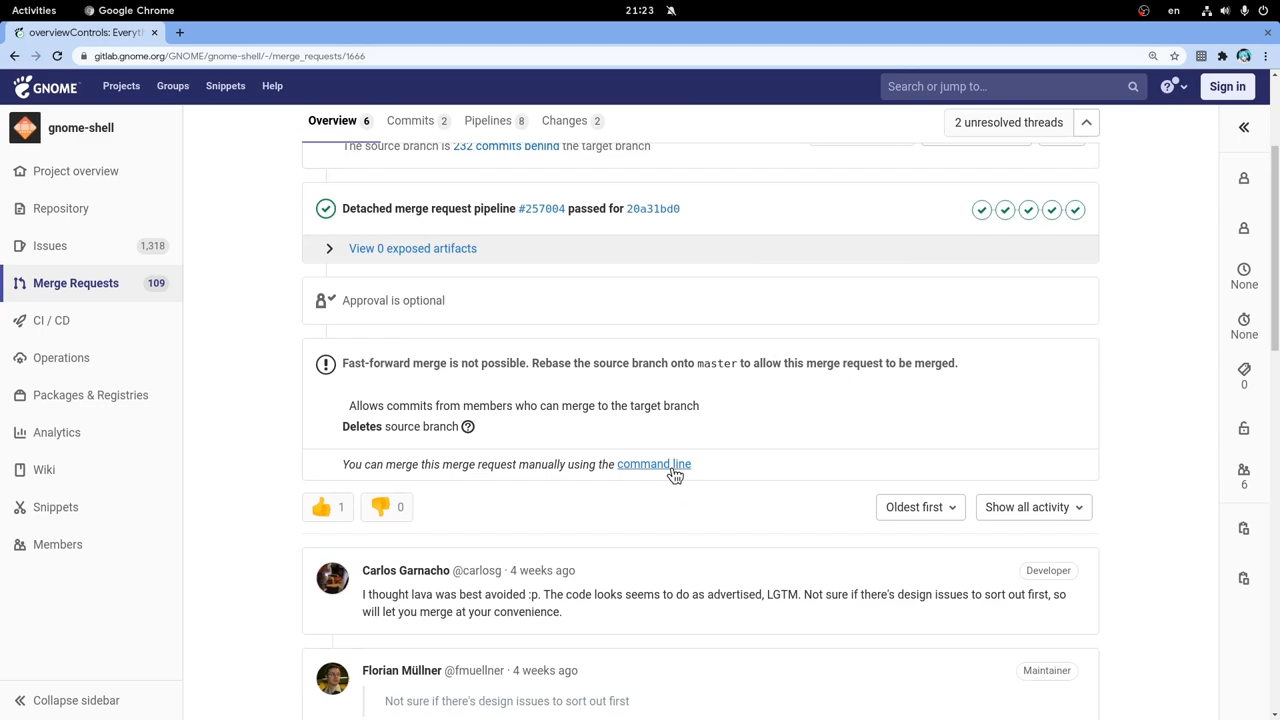 Activities
Google Chrome
21:23
en
overviewControls: Everyt
gitlab.gnome.org/GNOME/gnome-shell/-/merge_requests/1666
GNOME
Projects
Groups
Snippets
Help
Search or jump to…
Sign in
gnome-shell
Project overview
Repository
Issues 1,318
Merge Requests 109
CI / CD
Operations
Packages & Registries
Analytics
Wiki
Snippets
Members
Collapse sidebar
Overview 6
Commits 2
Pipelines 8
Changes 2
2 unresolved threads
The source branch is 232 commits behind the target branch
Detached merge request pipeline #257004 passed for 20a31bd0
View 0 exposed artifacts
Approval is optional
Fast-forward merge is not possible. Rebase the source branch onto master to allow this merge request to be merged.
Allows commits from members who can merge to the target branch
Deletes source branch
You can merge this merge request manually using the command line
1
0
Oldest first
Show all activity
Carlos Garnacho @carlosg · 4 weeks ago
Developer
I thought lava was best avoided :p. The code looks seems to do as advertised, LGTM. Not sure if there's design issues to sort out first, so
will let you merge at your convenience.
Florian Müllner @fmuellner · 4 weeks ago
Maintainer
Not sure if there's design issues to sort out first
None
None
0
6